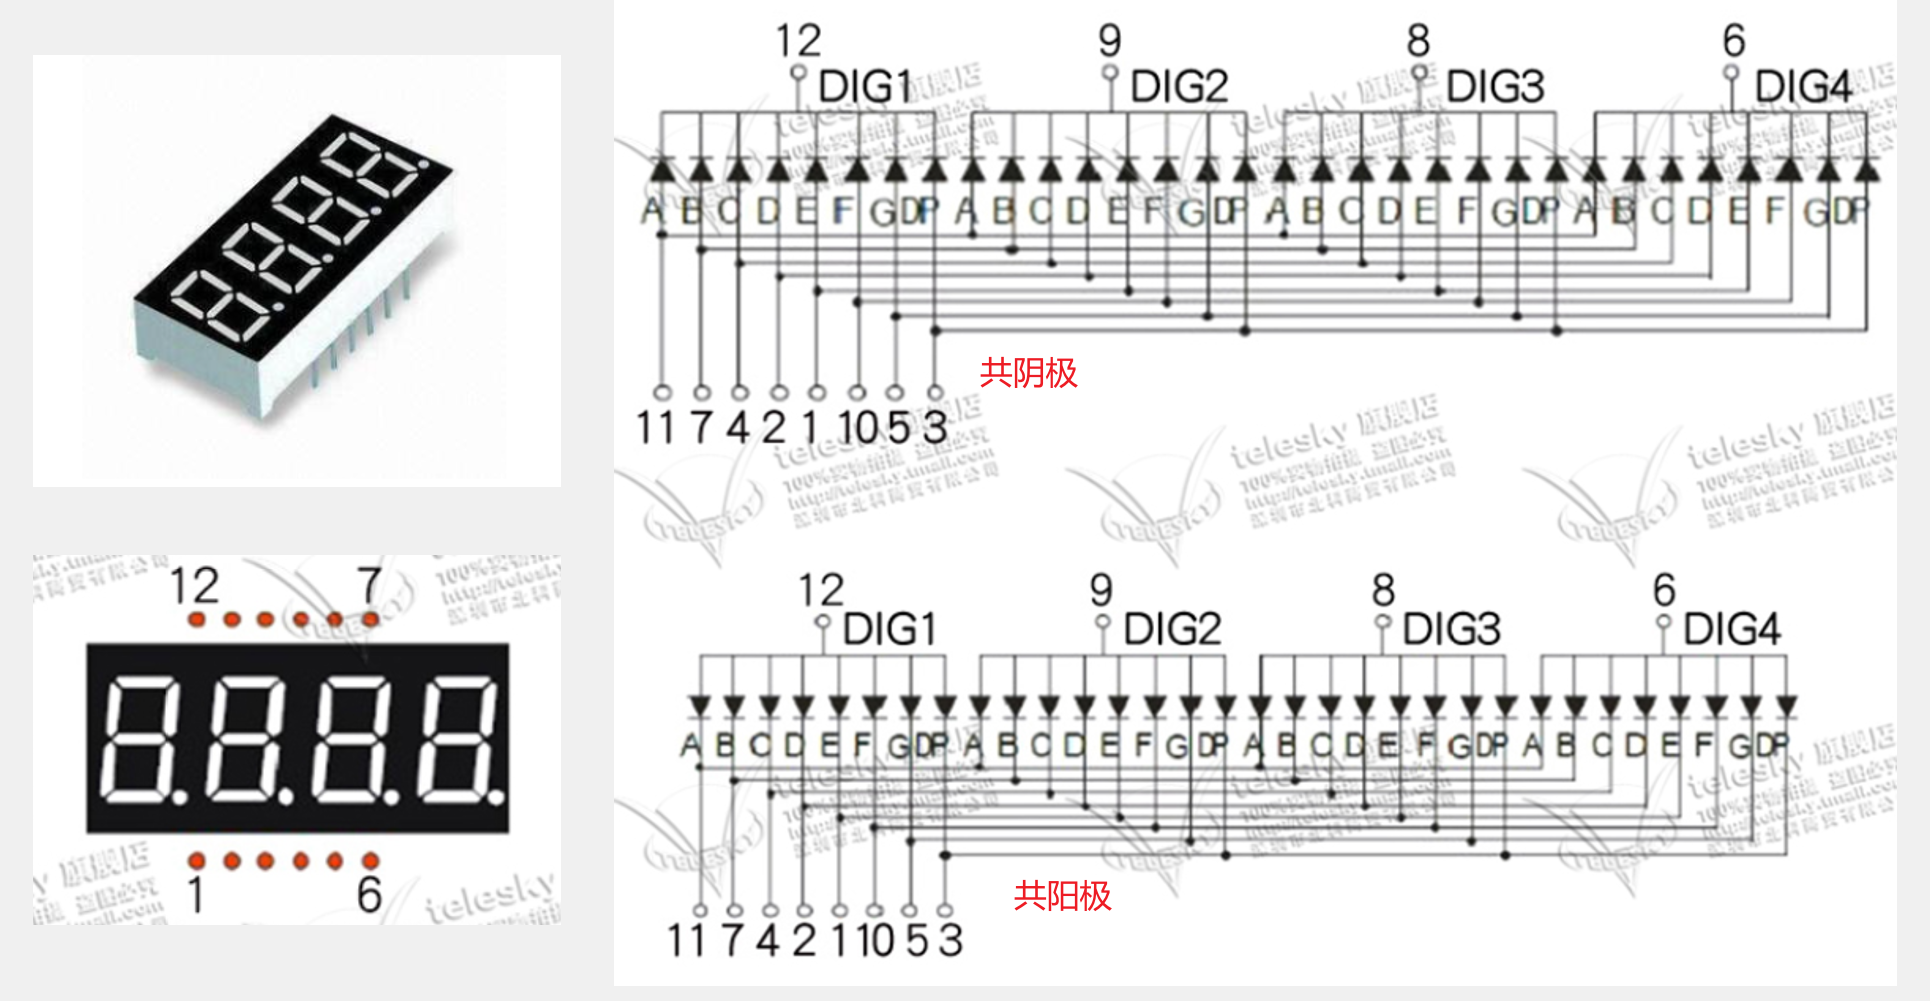 12 9 8 6
DIG1 DIG2 DIG3 DIG4
A B C D E F G DP A B C D E F G DP A B C D E F G DP A B C D E F G DP
共阴极
11 7 4 2 1 10 5 3
telesky 旗舰店
TELESKY
12 7
1 6
12 9 8 6
DIG1 DIG2 DIG3 DIG4
A B C D E F G DP A B C D E F G DP A B C D E F G DP A B C D E F G DP
共阳极
11 7 4 2 1 10 5 3